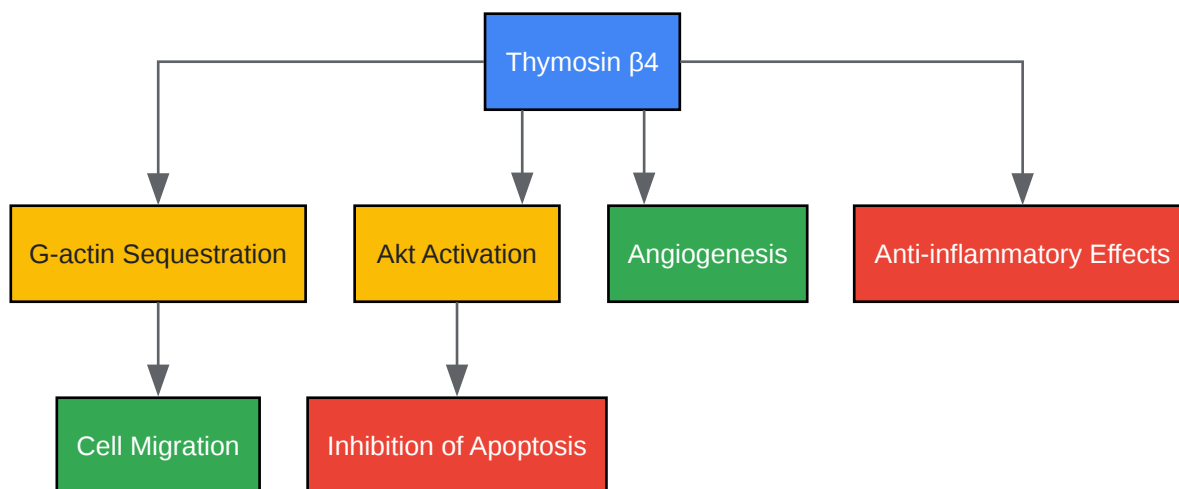 Thymosin β4
G-actin Sequestration
Akt Activation
Angiogenesis
Anti-inflammatory Effects
Cell Migration
Inhibition of Apoptosis